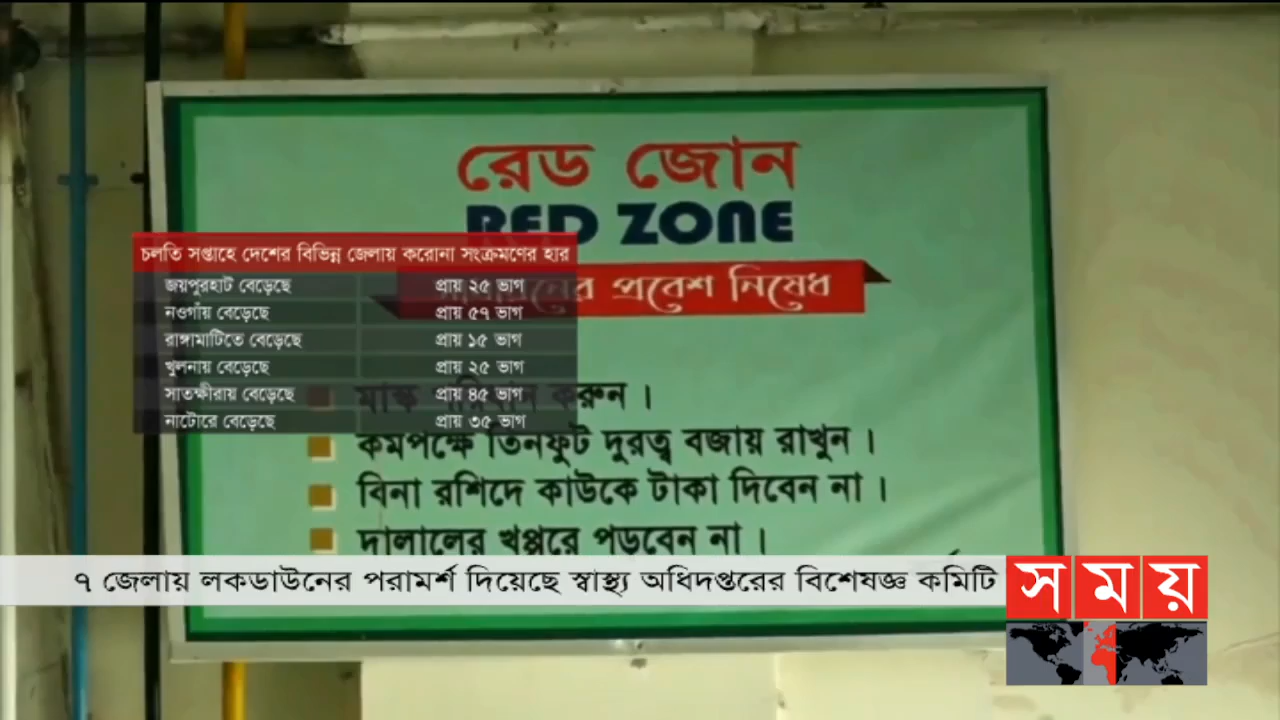 রেড জোন
RED ZONE
প্রবেশ নিষেধ
চলতি সপ্তাহে দেশের বিভিন্ন জেলায় করোনা সংক্রমণের হার
জয়পুরহাট বেড়েছে প্রায় ২৫ ভাগ
নওগাঁয় বেড়েছে প্রায় ৫৭ ভাগ
রাঙ্গামাটিতে বেড়েছে প্রায় ১৫ ভাগ
খুলনায় বেড়েছে প্রায় ২৫ ভাগ
সাতক্ষীরায় বেড়েছে প্রায় ৪৫ ভাগ
নাটোরে বেড়েছে প্রায় ৩৫ ভাগ
মাস্ক পরিধান করুন।
কমপক্ষে তিনফুট দুরত্ব বজায় রাখুন।
বিনা রশিদে কাউকে টাকা দিবেন না।
দালালের খপ্পরে পড়বেন না।
৭ জেলায় লকডাউনের পরামর্শ দিয়েছে স্বাস্থ্য অধিদপ্তরের বিশেষজ্ঞ কমিটি
সময়